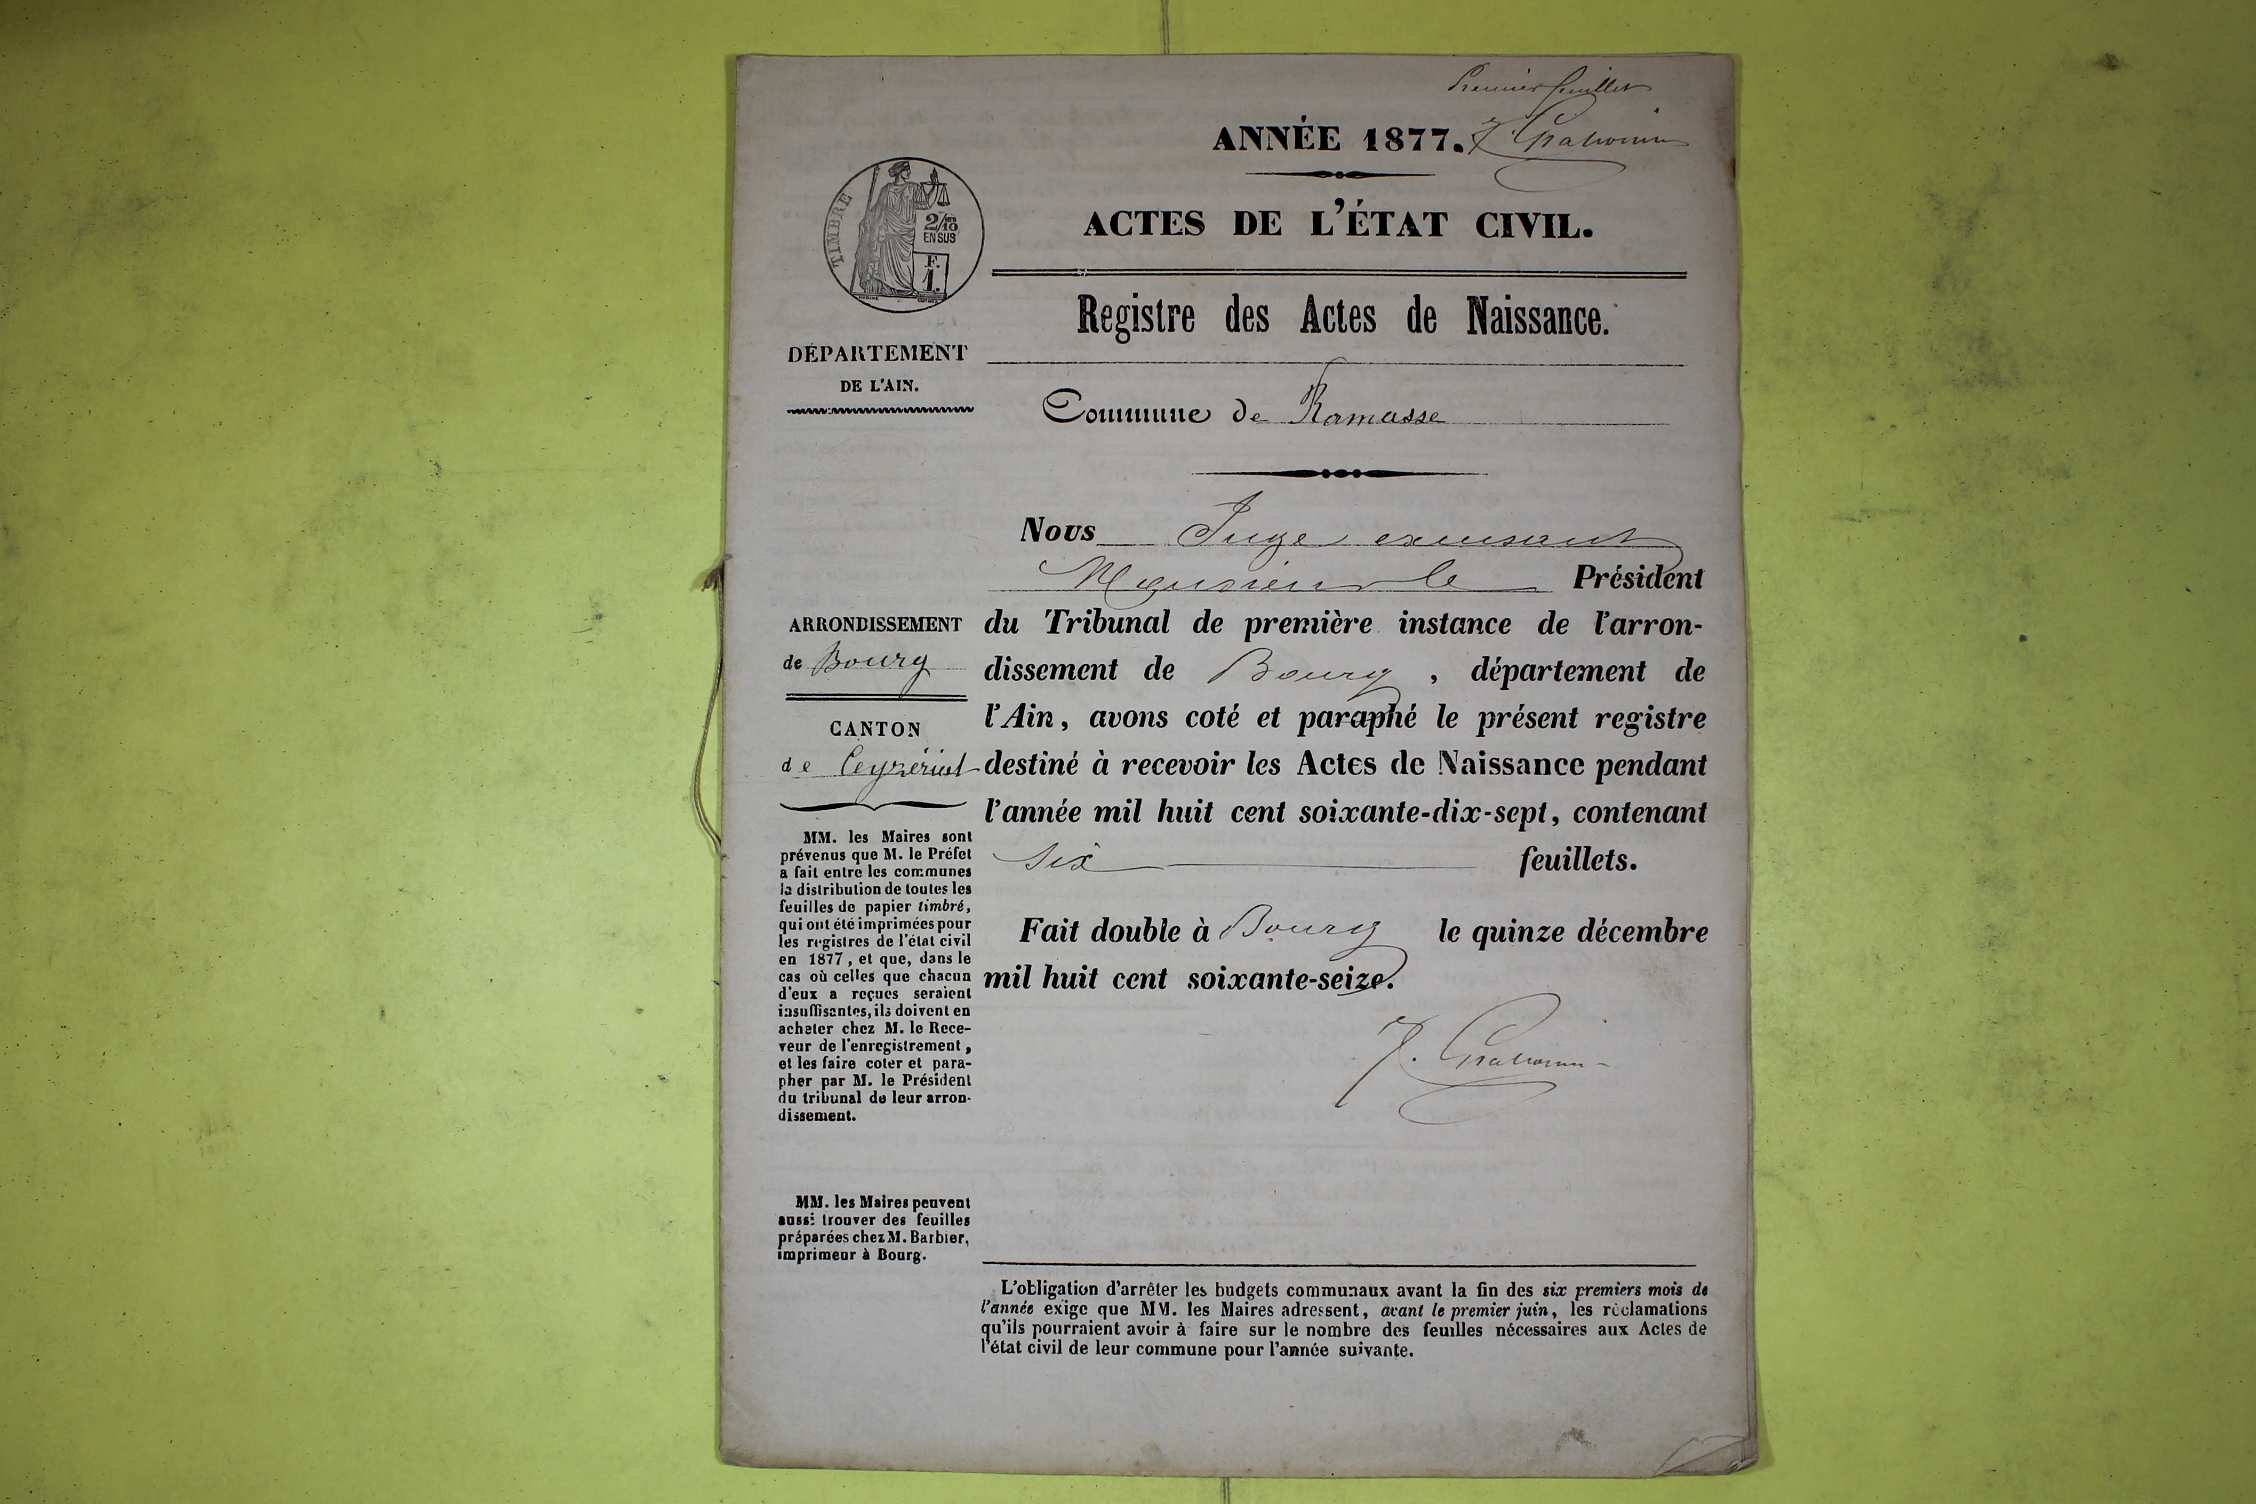 Premier feuillet
ANNÉE 1877.
ACTES DE L'ÉTAT CIVIL.
TIMBRE
2/10
EN SUS
F.
1.
Registre des Actes de Naissance.
DÉPARTEMENT
DE L'AIN.
Commune de Ramasse
Nous Juge
Monsieur le Président
du Tribunal de première instance de l'arron-
dissement de Bourg, département de
l'Ain, avons coté et paraphé le présent registre
destiné à recevoir les Actes de Naissance pendant
l'année mil huit cent soixante-dix-sept, contenant
six feuillets.
Fait double à Bourg le quinze décembre
mil huit cent soixante-seize.
ARRONDISSEMENT
de Bourg
CANTON
de Ceyzériat
MM. les Maires sont
prévenus que M. le Préfet
a fait entre les communes
la distribution de toutes les
feuilles de papier timbré,
qui ont été imprimées pour
les registres de l'état civil
en 1877, et que, dans le
cas où celles que chacun
d'eux a reçues seraient
insuffisantes, ils doivent en
acheter chez M. le Rece-
veur de l'enregistrement,
et les faire coter et para-
pher par M. le Président
du tribunal de leur arron-
dissement.
MM. les Maires peuvent
aussi trouver des feuilles
préparées chez M. Barbier,
imprimeur à Bourg.
L'obligation d'arrêter les budgets communaux avant la fin des six premiers mois de
l'année exige que MM. les Maires adressent, avant le premier juin, les réclamations
qu'ils pourraient avoir à faire sur le nombre des feuilles nécessaires aux Actes de
l'état civil de leur commune pour l'année suivante.